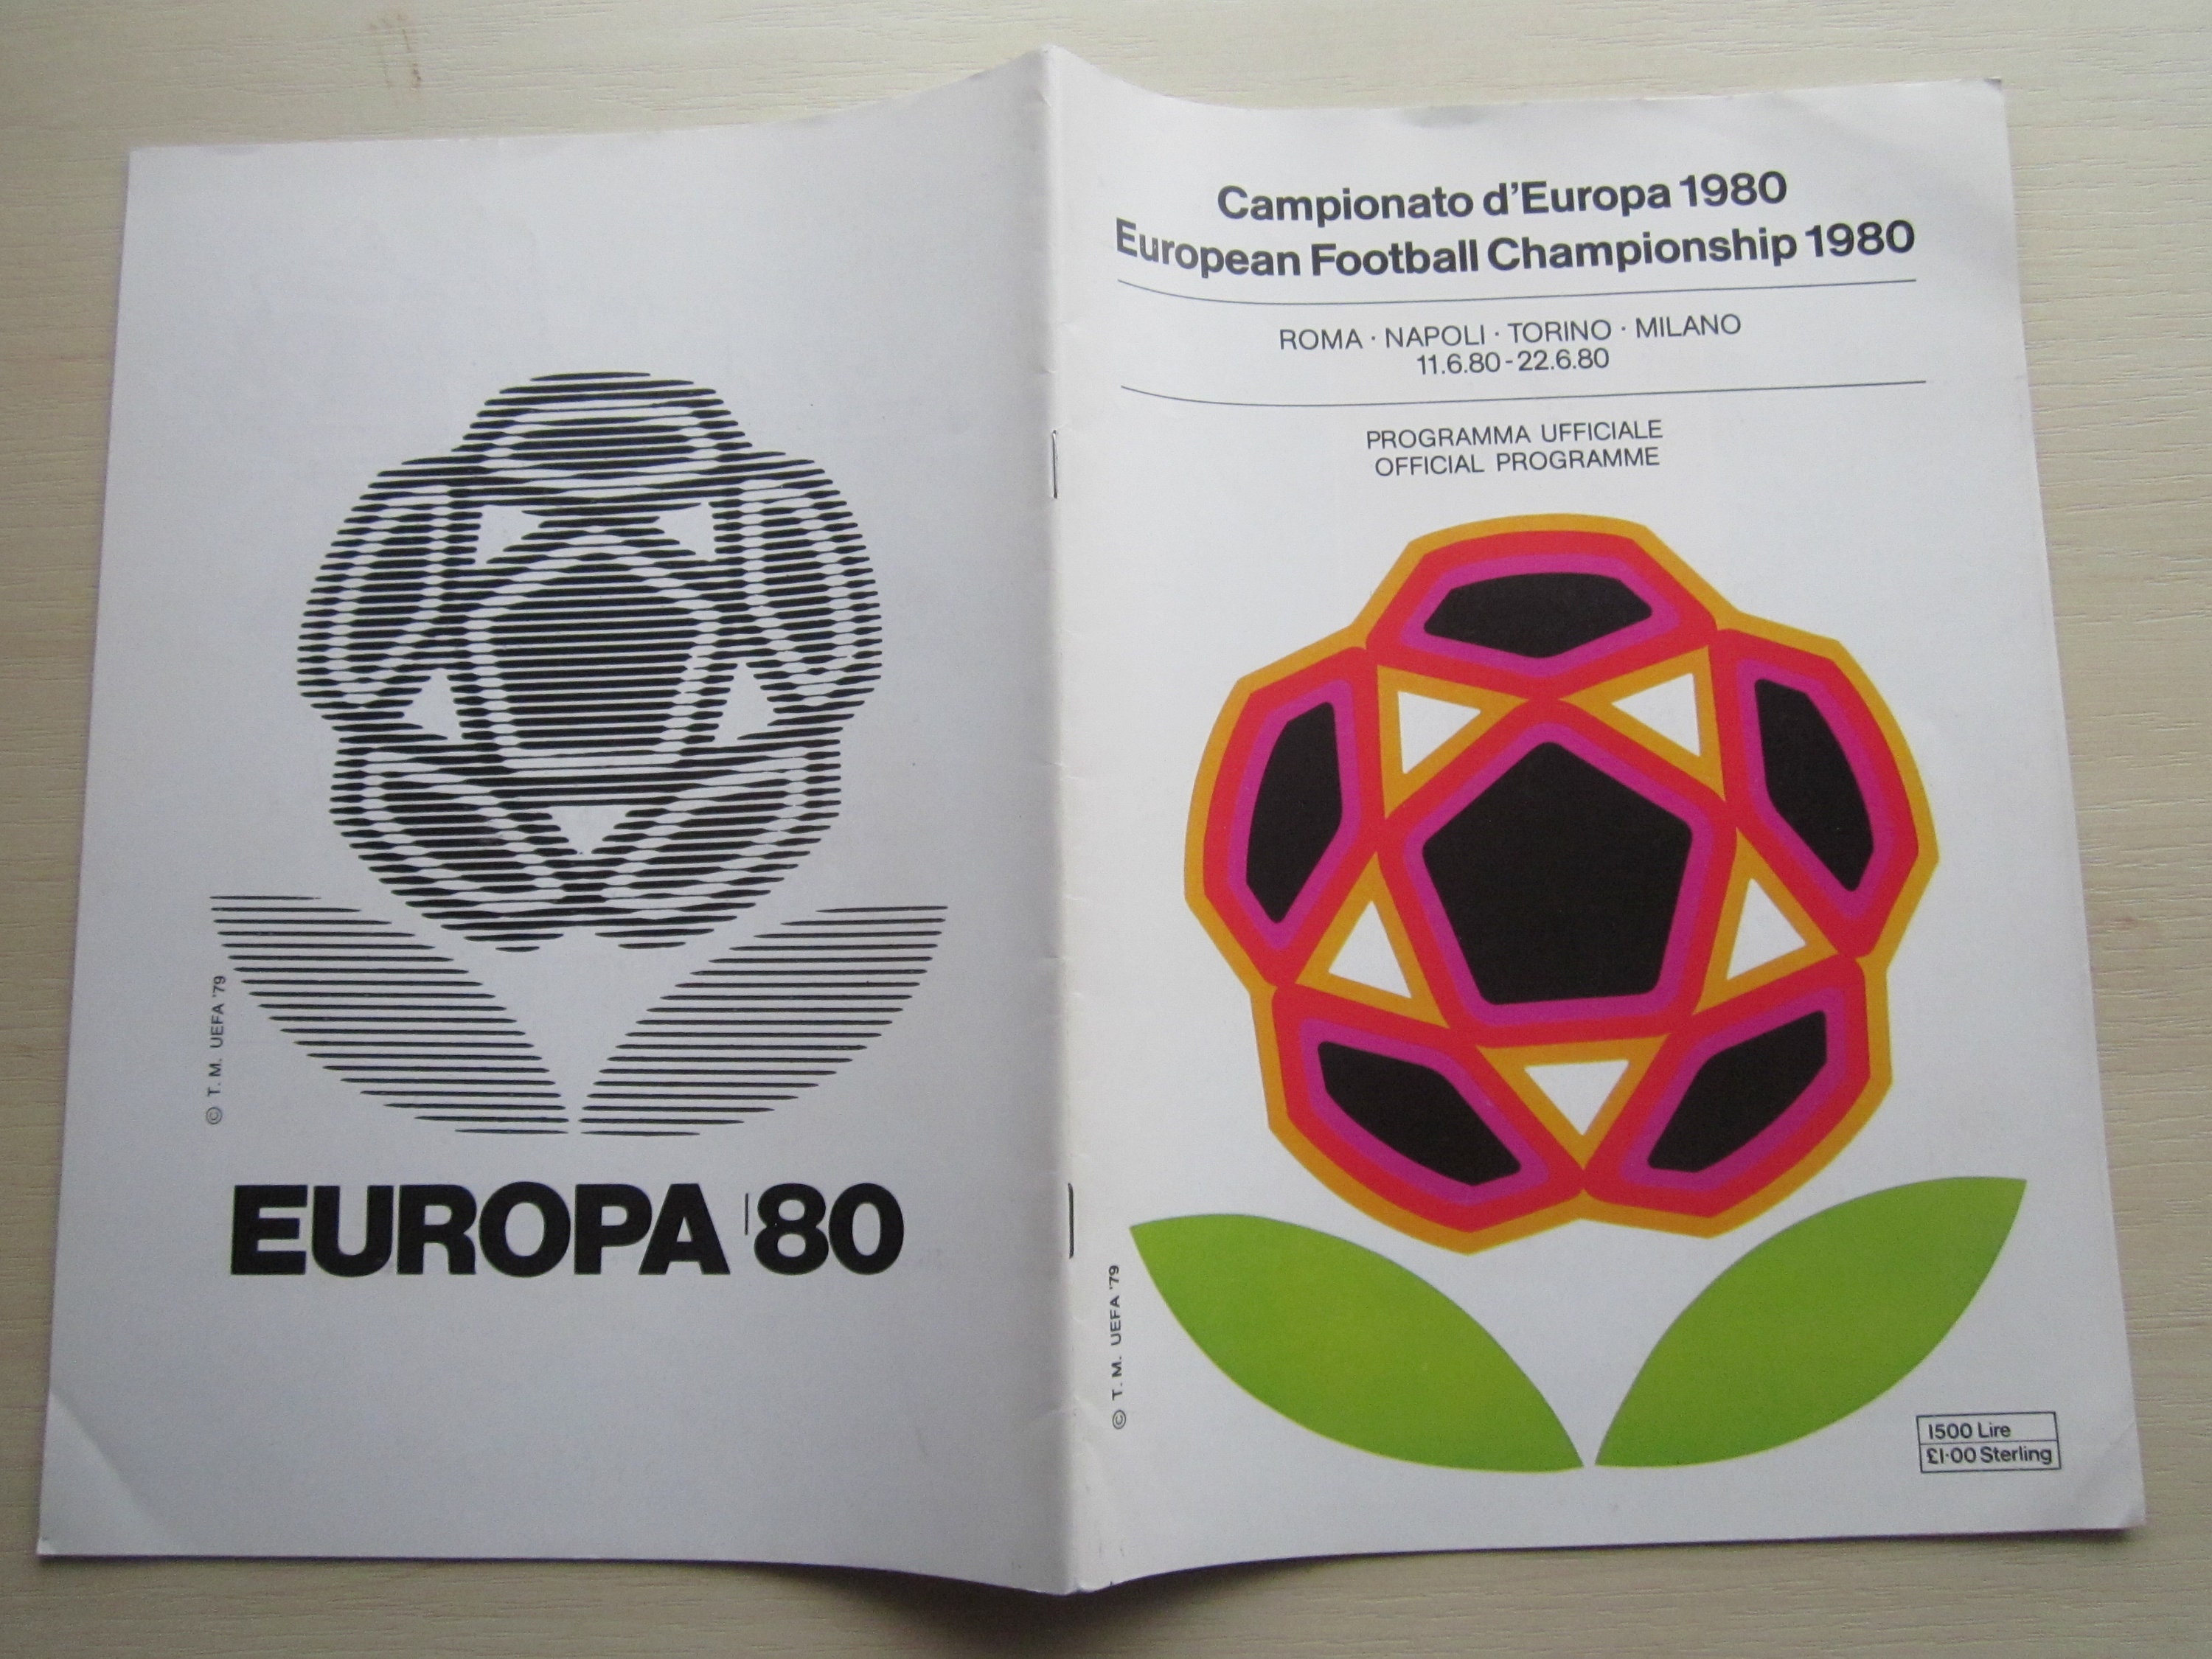 © T. M. UEFA '79
EUROPA '80
Campionato d'Europa 1980
European Football Championship 1980
ROMA · NAPOLI · TORINO · MILANO
11.6.80-22.6.80
PROGRAMMA UFFICIALE
OFFICIAL PROGRAMME
© T. M. UEFA '79
1500 Lire
£1·00 Sterling